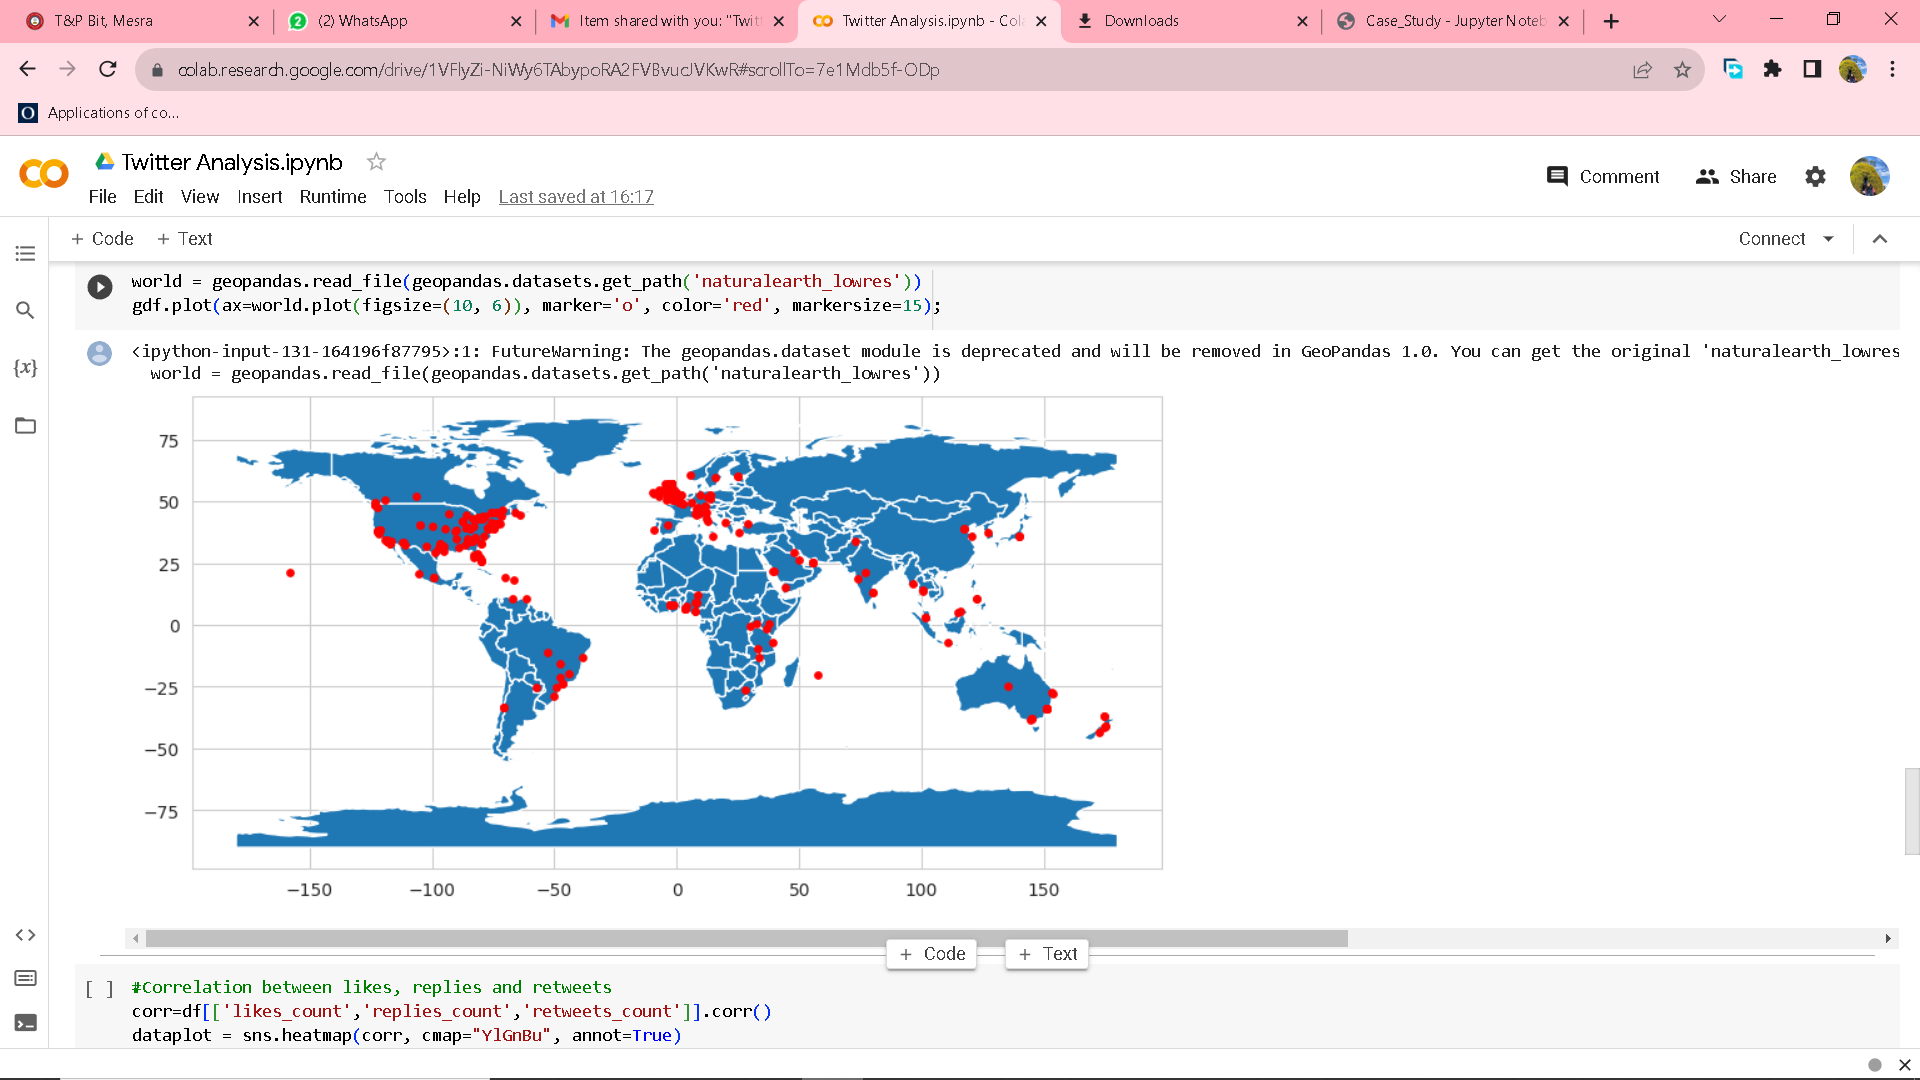 T&P Bit, Mesra
(2) WhatsApp
Item shared with you: "Twitt
Twitter Analysis.ipynb - Cola
Downloads
Case_Study - Jupyter Noteb
colab.research.google.com/drive/1VFlyZi-NiWy6TAbypoRA2FVBvucJVKwR#scrollTo=7e1Mdb5f-ODp
Applications of co...
Twitter Analysis.ipynb
File Edit View Insert Runtime Tools Help Last saved at 16:17
Comment
Share
+ Code + Text
Connect
world = geopandas.read_file(geopandas.datasets.get_path('naturalearth_lowres'))
gdf.plot(ax=world.plot(figsize=(10, 6)), marker='o', color='red', markersize=15);
<ipython-input-131-164196f87795>:1: FutureWarning: The geopandas.dataset module is deprecated and will be removed in GeoPandas 1.0. You can get the original 'naturalearth_lowres
world = geopandas.read_file(geopandas.datasets.get_path('naturalearth_lowres'))
75
50
25
0
−25
−50
−75
−150 −100 −50 0 50 100 150
+ Code + Text
[ ] #Correlation between likes, replies and retweets
corr=df[['likes_count','replies_count','retweets_count']].corr()
dataplot = sns.heatmap(corr, cmap="YlGnBu", annot=True)